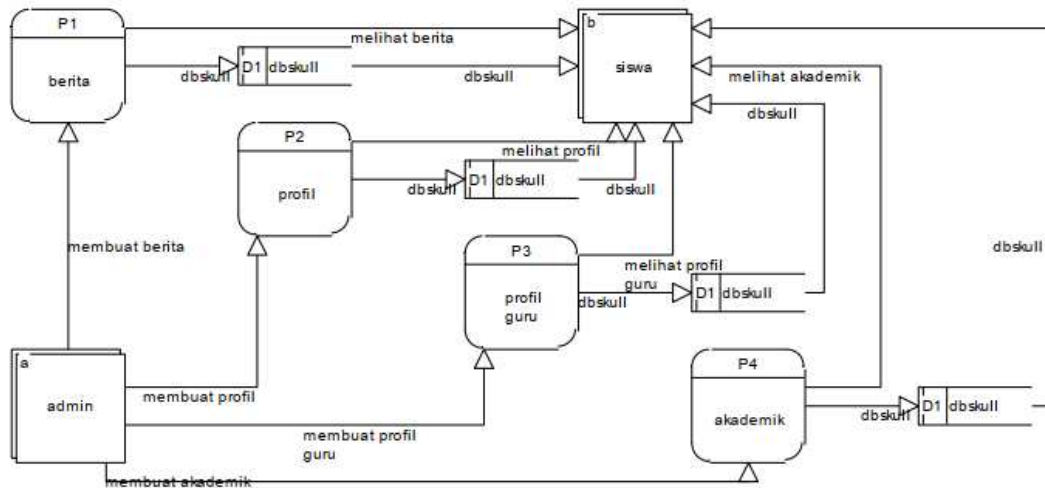 P1
berita
melihat berita
dbskull
D1 dbskull
dbskull
b
siswa
melihat akademik
dbskull
P2
profil
melihat profil
dbskull
D1 dbskull
dbskull
membuat berita
P3
profil
guru
melihat profil
guru
dbskull
D1 dbskull
dbskull
a
admin
membuat profil
membuat profil
guru
P4
akademik
dbskull
D1 dbskull
membuat akademik